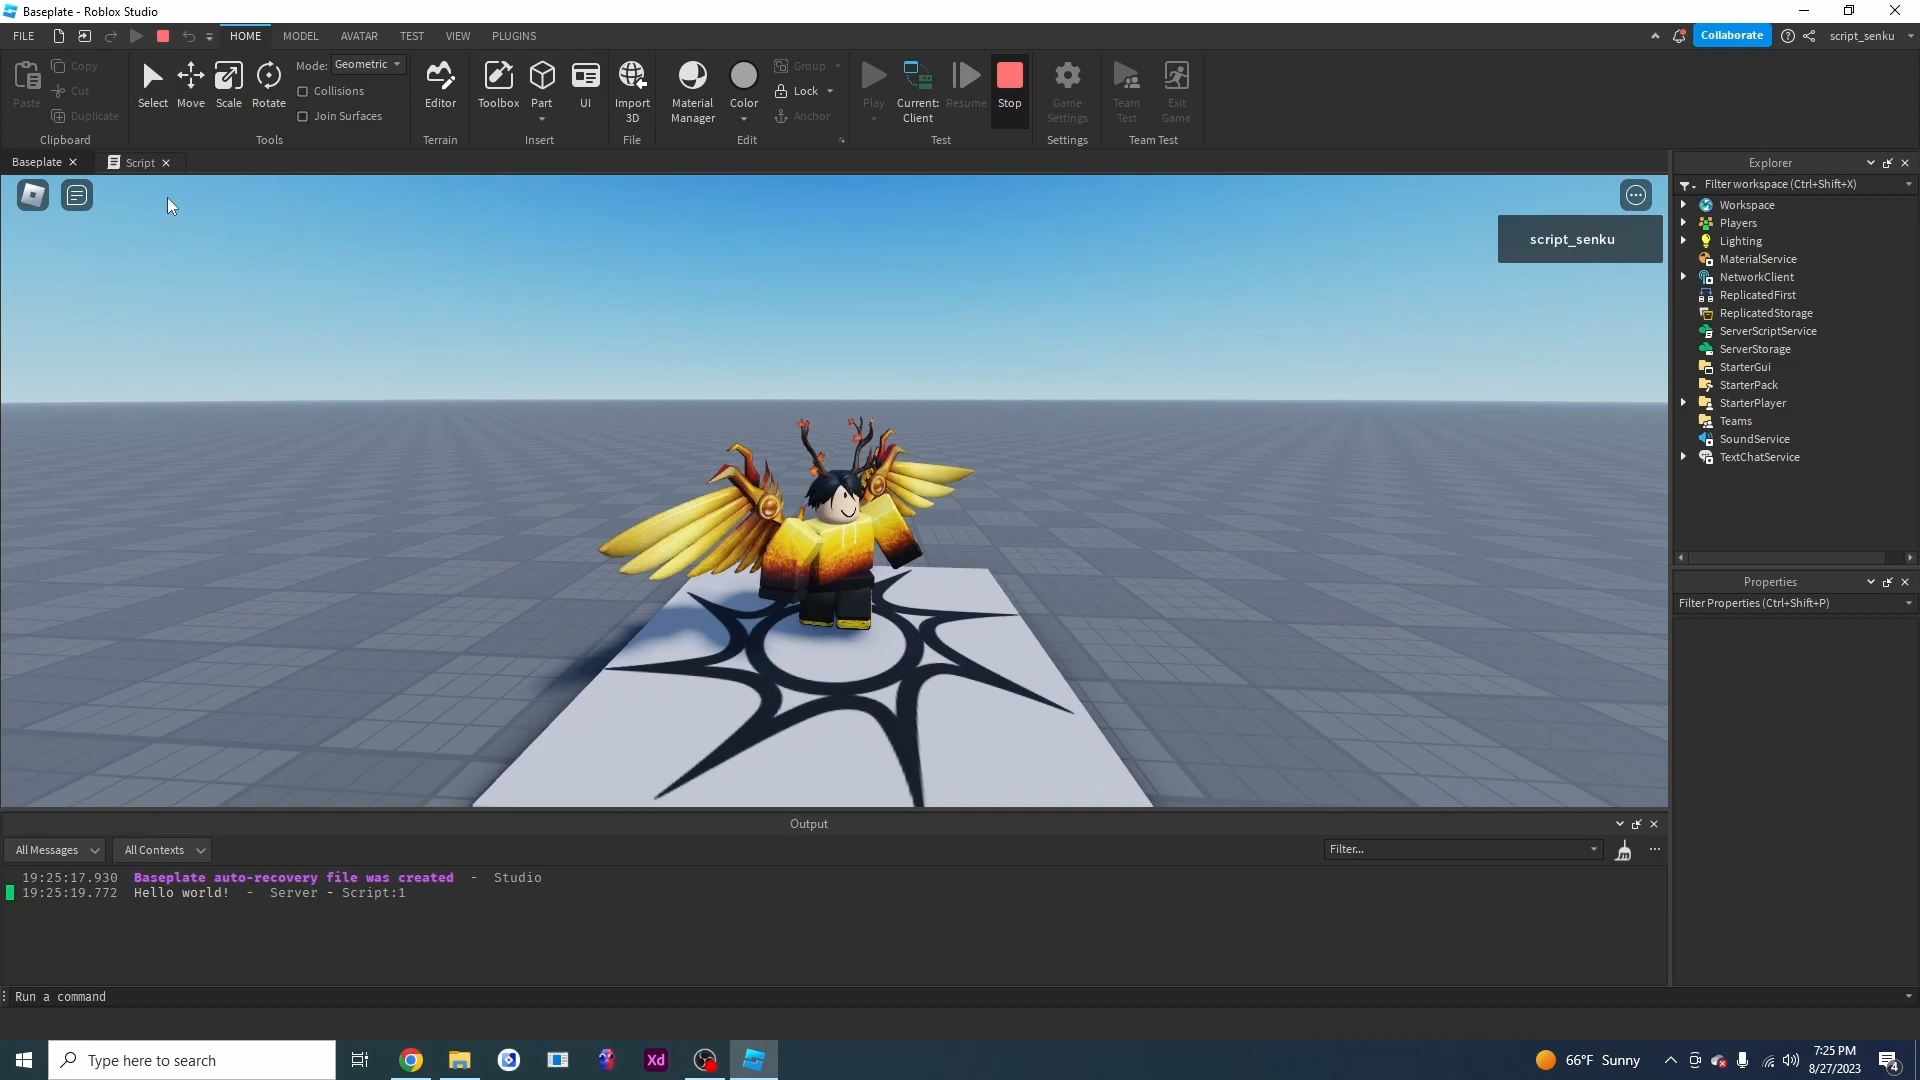 Baseplate - Roblox Studio
FILE HOME MODEL AVATAR TEST VIEW PLUGINS Collaborate script_senku
Paste
Copy
Cut
Duplicate
Clipboard
Select Move Scale Rotate
Mode: Geometric
Collisions
Join Surfaces
Tools
Editor
Terrain
Toolbox Part UI
Insert
Import
3D
File
Material
Manager
Color
Group
Lock
Anchor
Edit
Play
Current:
Client
Resume
Stop
Test
Game
Settings
Settings
Team
Test
Exit
Game
Team Test
Baseplate Script
script_senku
Explorer
Filter workspace (Ctrl+Shift+X)
Workspace
Players
Lighting
MaterialService
NetworkClient
ReplicatedFirst
ReplicatedStorage
ServerScriptService
ServerStorage
StarterGui
StarterPack
StarterPlayer
Teams
SoundService
TextChatService
Properties
Filter Properties (Ctrl+Shift+P)
Output
All Messages All Contexts Filter...
19:25:17.930 Baseplate auto-recovery file was created - Studio
19:25:19.772 Hello world! - Server - Script:1
Run a command
Type here to search
Xd
66°F Sunny
7:25 PM
8/27/2023
4